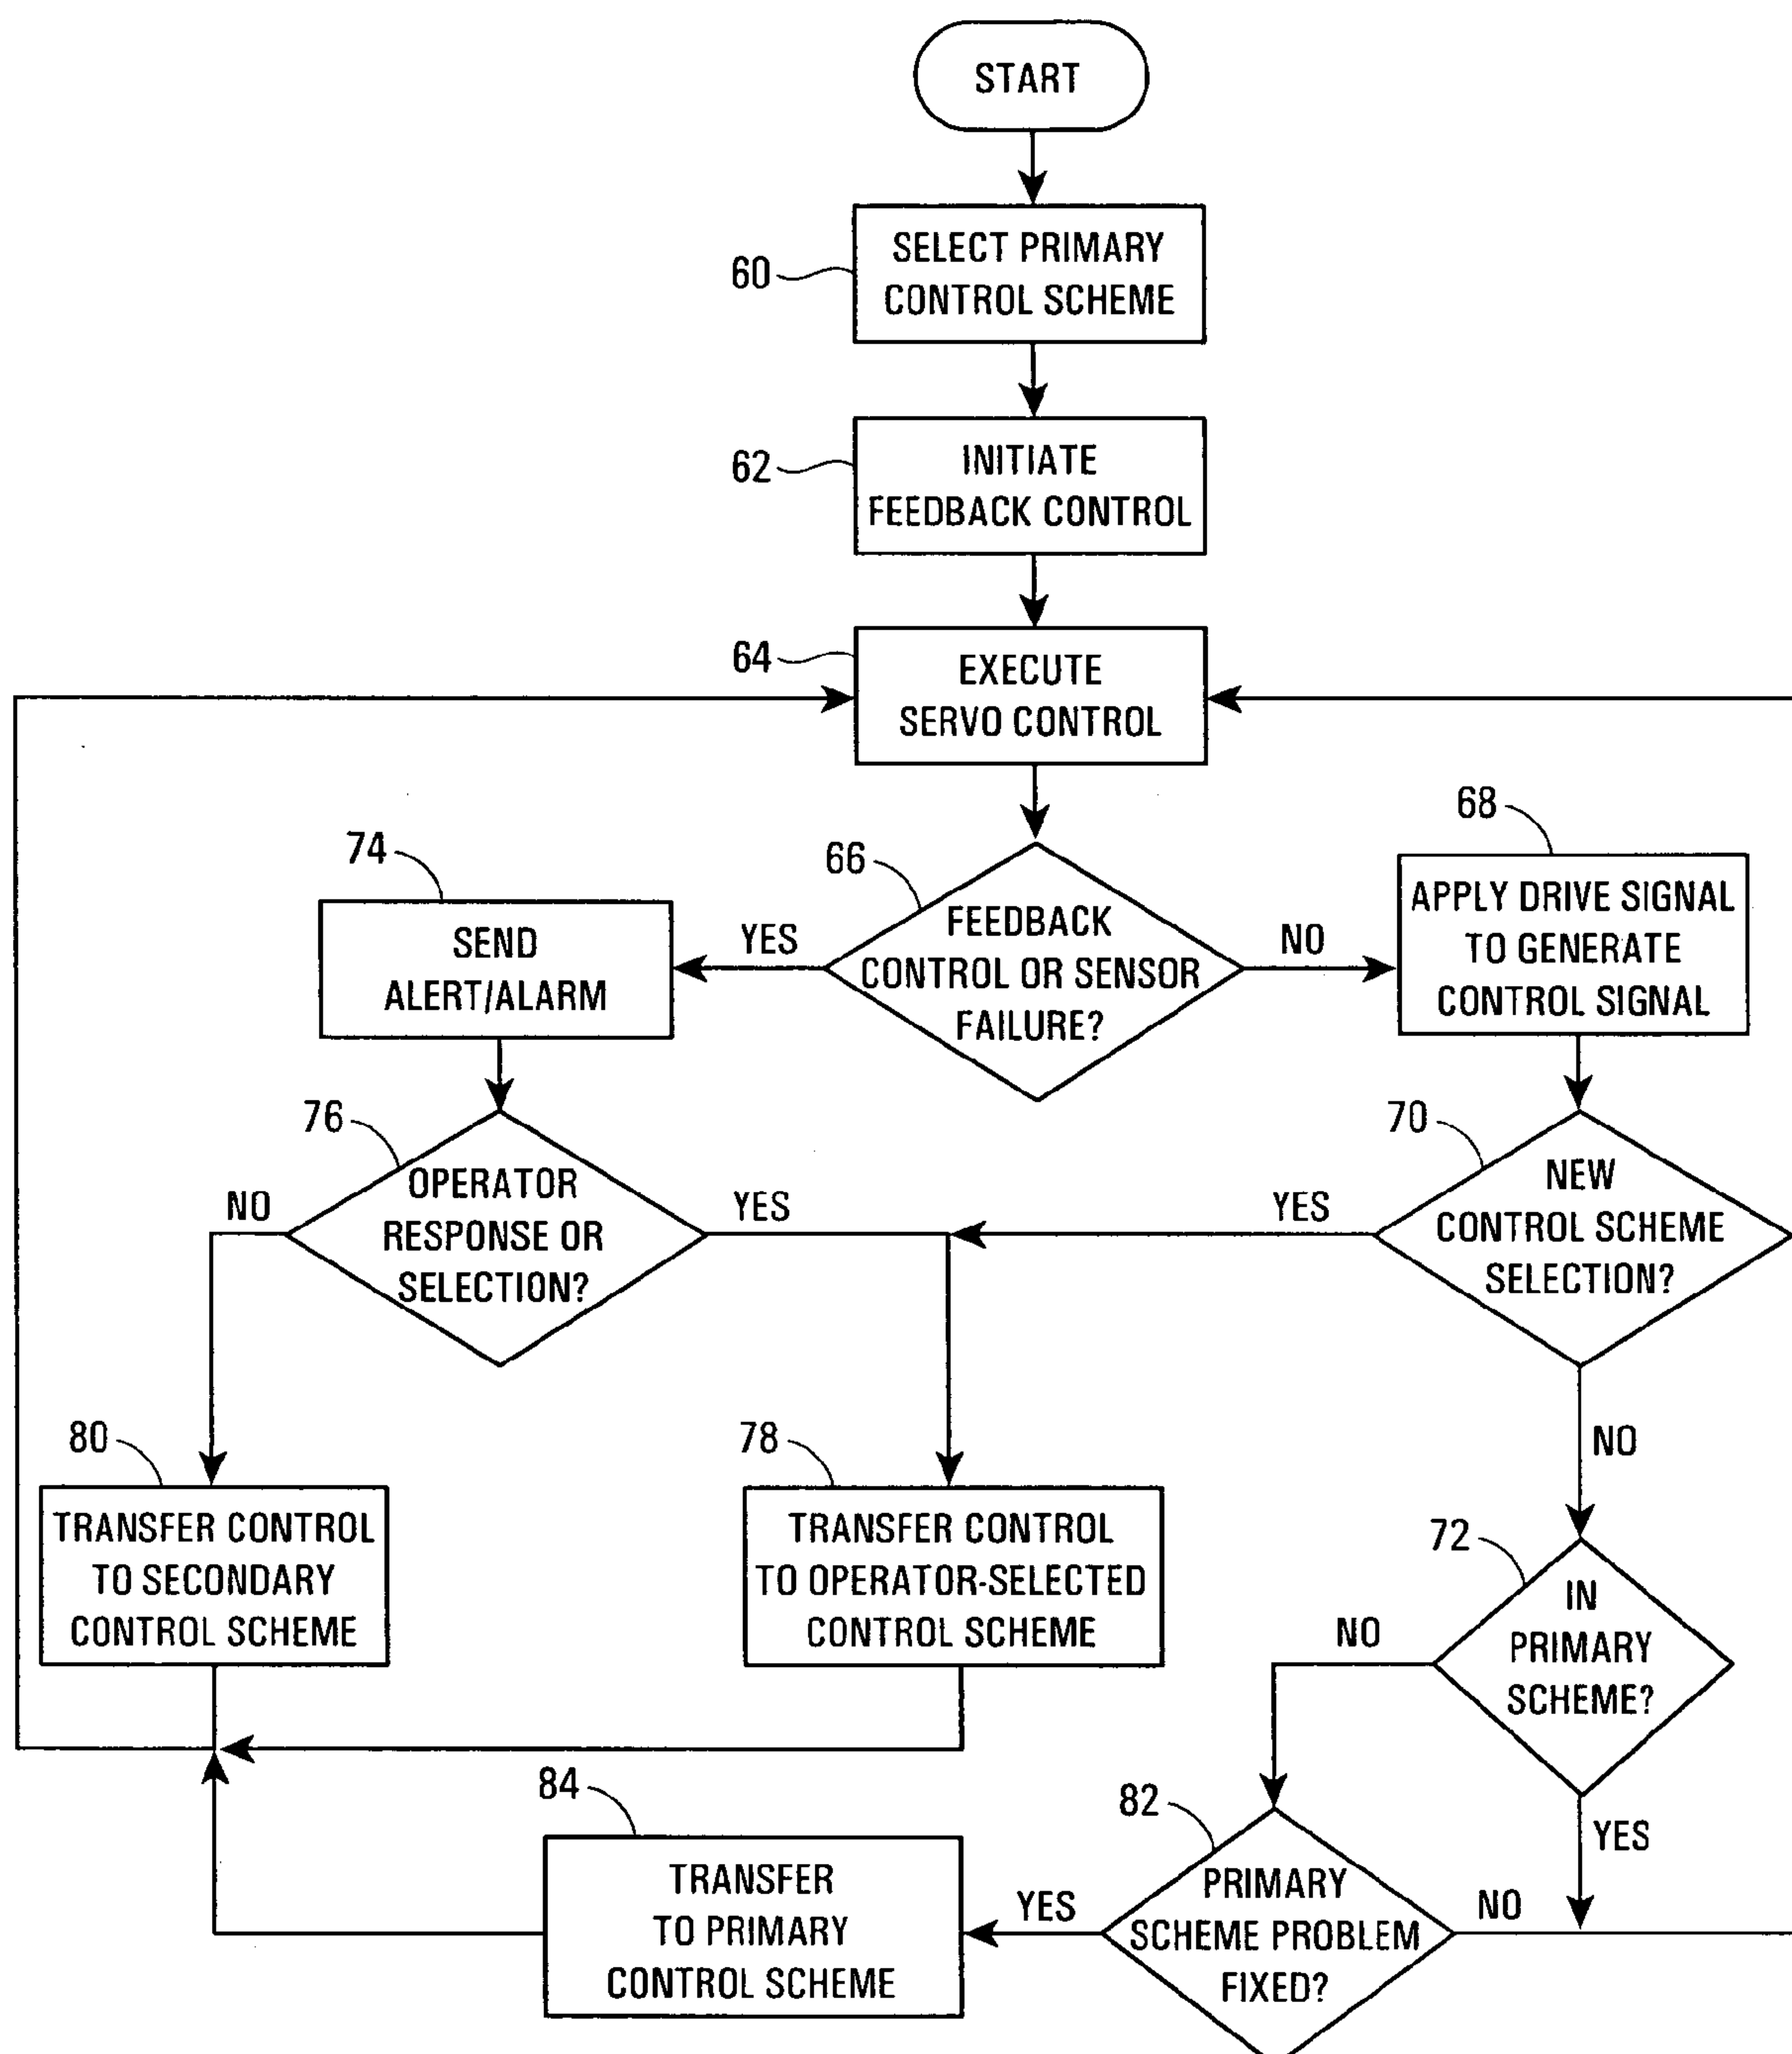 START
60
SELECT PRIMARY
CONTROL SCHEME
62
INITIATE
FEEDBACK CONTROL
64
EXECUTE
SERVO CONTROL
66
FEEDBACK
CONTROL OR SENSOR
FAILURE?
YES
NO
68
APPLY DRIVE SIGNAL
TO GENERATE
CONTROL SIGNAL
74
SEND
ALERT/ALARM
76
OPERATOR
RESPONSE OR
SELECTION?
NO
YES
70
NEW
CONTROL SCHEME
SELECTION?
YES
NO
80
TRANSFER CONTROL
TO SECONDARY
CONTROL SCHEME
78
TRANSFER CONTROL
TO OPERATOR-SELECTED
CONTROL SCHEME
72
IN
PRIMARY
SCHEME?
NO
YES
82
PRIMARY
SCHEME PROBLEM
FIXED?
YES
NO
84
TRANSFER
TO PRIMARY
CONTROL SCHEME